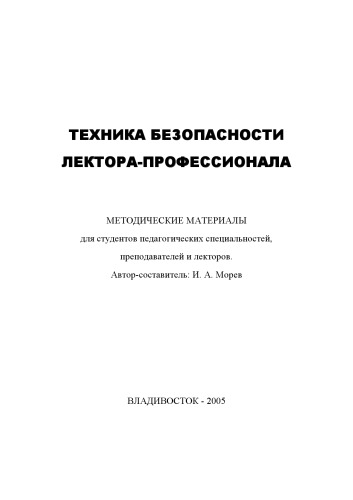 ТЕХНИКА БЕЗОПАСНОСТИ
ЛЕКТОРА-ПРОФЕССИОНАЛА
МЕТОДИЧЕСКИЕ МАТЕРИАЛЫ
для студентов педагогических специальностей,
преподавателей и лекторов.
Автор-составитель: И. А. Морев
ВЛАДИВОСТОК - 2005